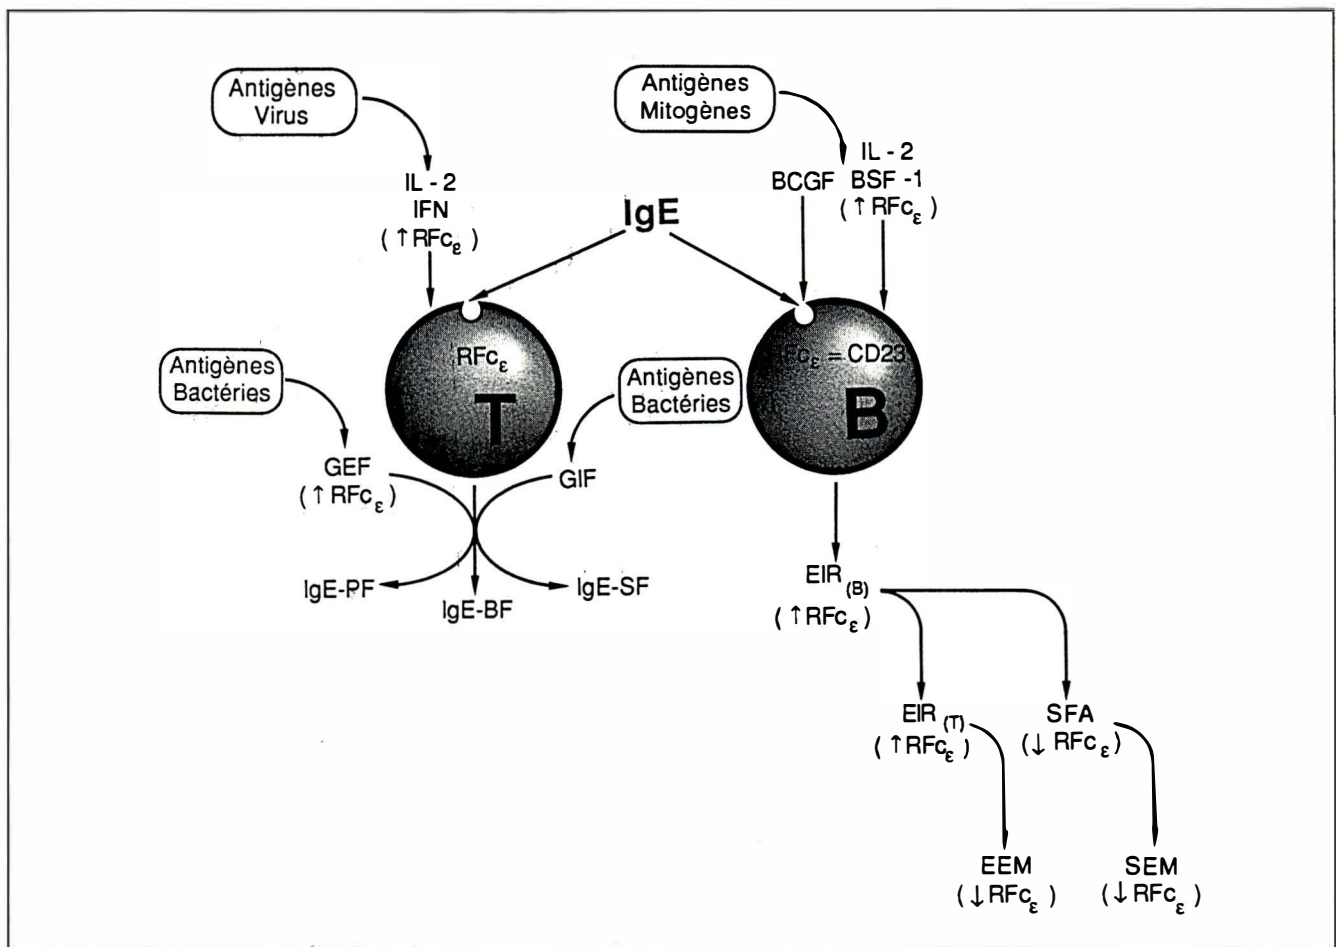 Antigènes
Virus
IL - 2
IFN
(↑RFcε)
IgE
Antigènes
Mitogènes
BCGF
IL - 2
BSF -1
(↑RFcε)
RFcε
T
Fcε = CD23
B
Antigènes
Bactéries
GEF
(↑RFcε)
Antigènes
Bactéries
GIF
IgE-PF
IgE-BF
IgE-SF
EIR (B)
(↑RFcε)
EIR (T)
(↑RFcε)
SFA
(↓RFcε)
EEM
(↓RFcε)
SEM
(↓RFcε)